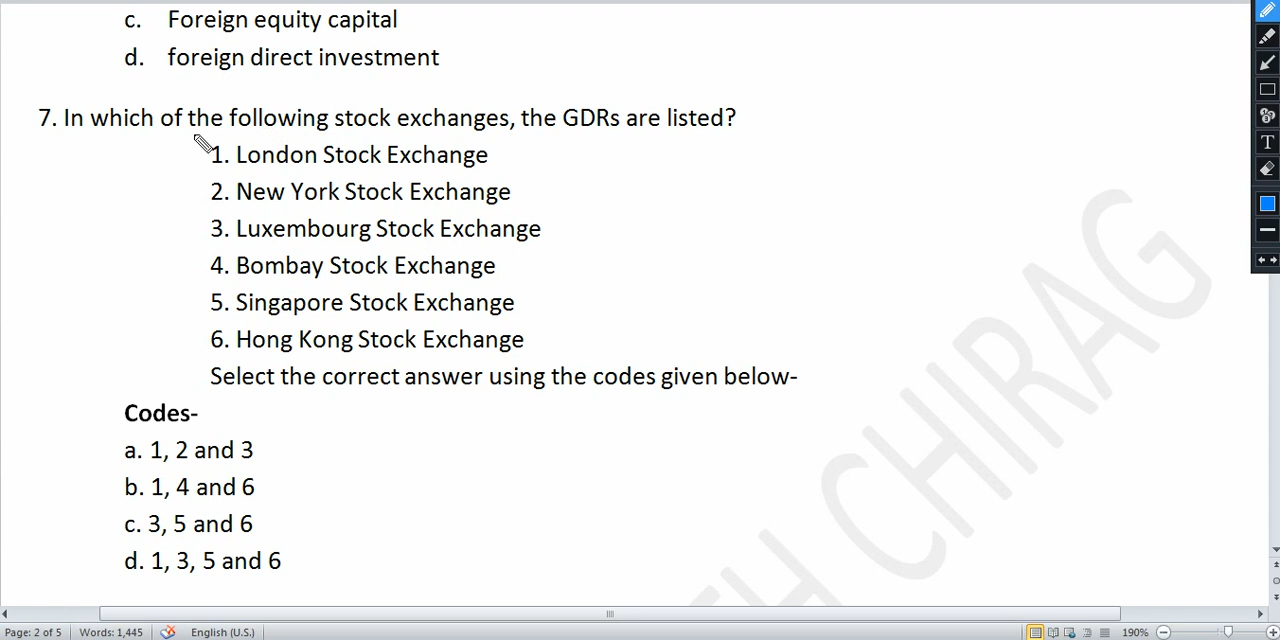 c. Foreign equity capital
d. foreign direct investment
7. In which of the following stock exchanges, the GDRs are listed?
1. London Stock Exchange
2. New York Stock Exchange
3. Luxembourg Stock Exchange
4. Bombay Stock Exchange
5. Singapore Stock Exchange
6. Hong Kong Stock Exchange
Select the correct answer using the codes given below-
Codes-
a. 1, 2 and 3
b. 1, 4 and 6
c. 3, 5 and 6
d. 1, 3, 5 and 6
TH CHIRAG
T
Page: 2 of 5 Words: 1,445 English (U.S.) 190%